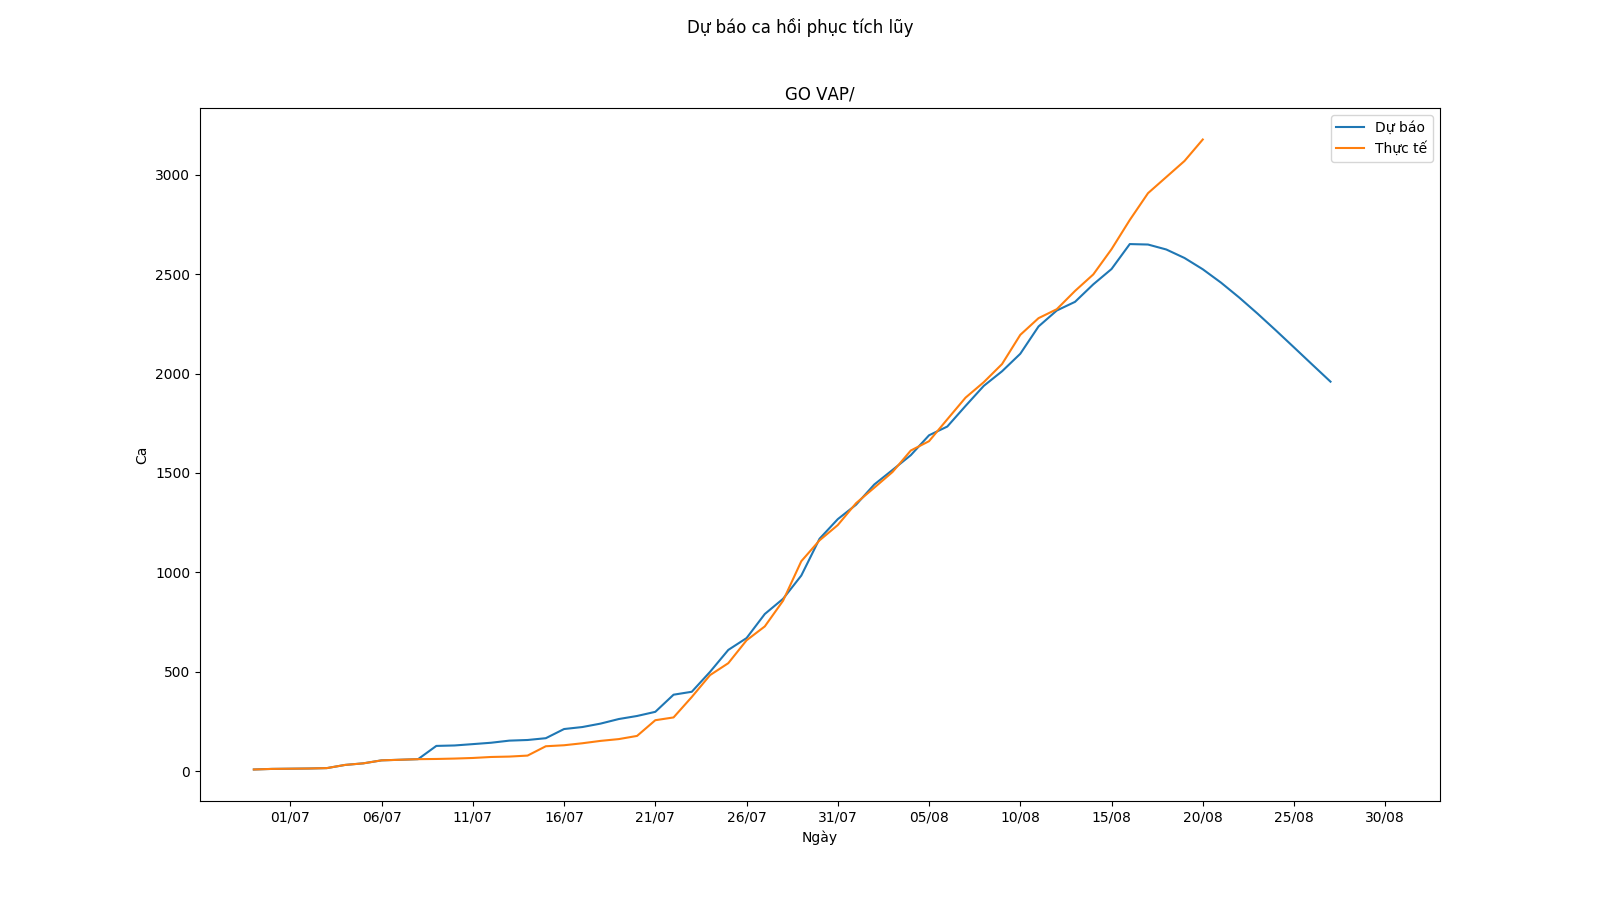 Dự báo ca hồi phục tích lũy
GO VAP/
Dự báo
Thực tế
3000
2500
2000
1500
1000
500
0
Ca
01/07 06/07 11/07 16/07 21/07 26/07 31/07 05/08 10/08 15/08 20/08 25/08 30/08
Ngày